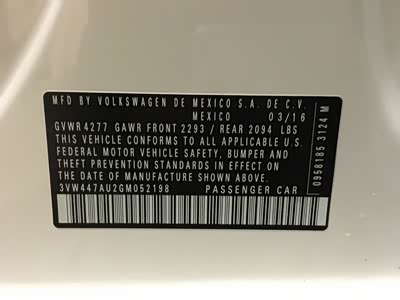 MFD BY VOLKSWAGEN DE MEXICO S.A. DE C.V.
MEXICO 03/16
GVWR 4277 GAWR FRONT 2293 / REAR 2094 LBS
THIS VEHICLE CONFORMS TO ALL APPLICABLE U.S.
FEDERAL MOTOR VEHICLE SAFETY, BUMPER AND
THEFT PREVENTION STANDARDS IN EFFECT ON
THE DATE OF MANUFACTURE SHOWN ABOVE.
3VW447AU2GM052198 PASSENGER CAR
0958185 3124 M